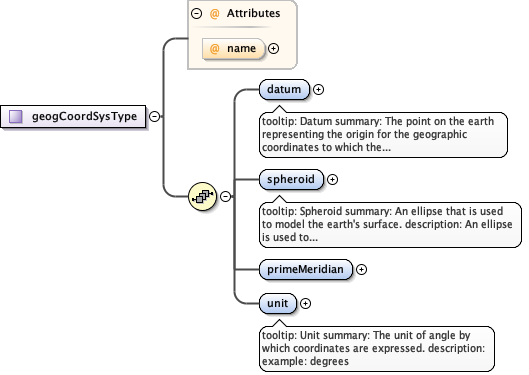 @ Attributes
@ name
geogCoordSysType
datum
tooltip: Datum summary: The point on the earth
representing the origin for the geographic
coordinates to which the...
spheroid
tooltip: Spheroid summary: An ellipse that is used
to model the earth's surface. description: An ellipse
is used to...
primeMeridian
unit
tooltip: Unit summary: The unit of angle by
which coordinates are expressed. description:
example: degrees